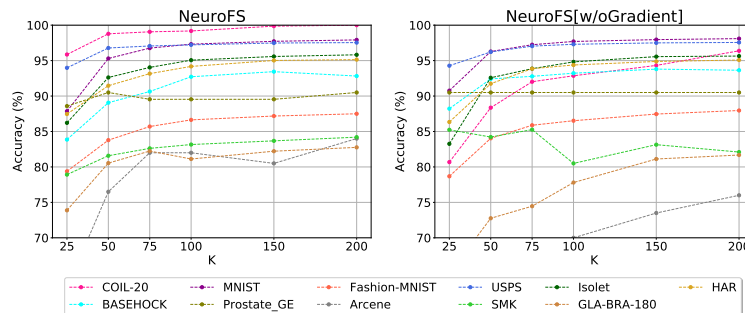 NeuroFS
NeuroFS[w/oGradient]
Accuracy (%)
100
95
90
85
80
75
70
25 50 75 100 150 200
K
Accuracy (%)
100
95
90
85
80
75
70
25 50 75 100 150 200
K
COIL-20 MNIST Fashion-MNIST USPS Isolet HAR
BASEHOCK Prostate_GE Arcene SMK GLA-BRA-180